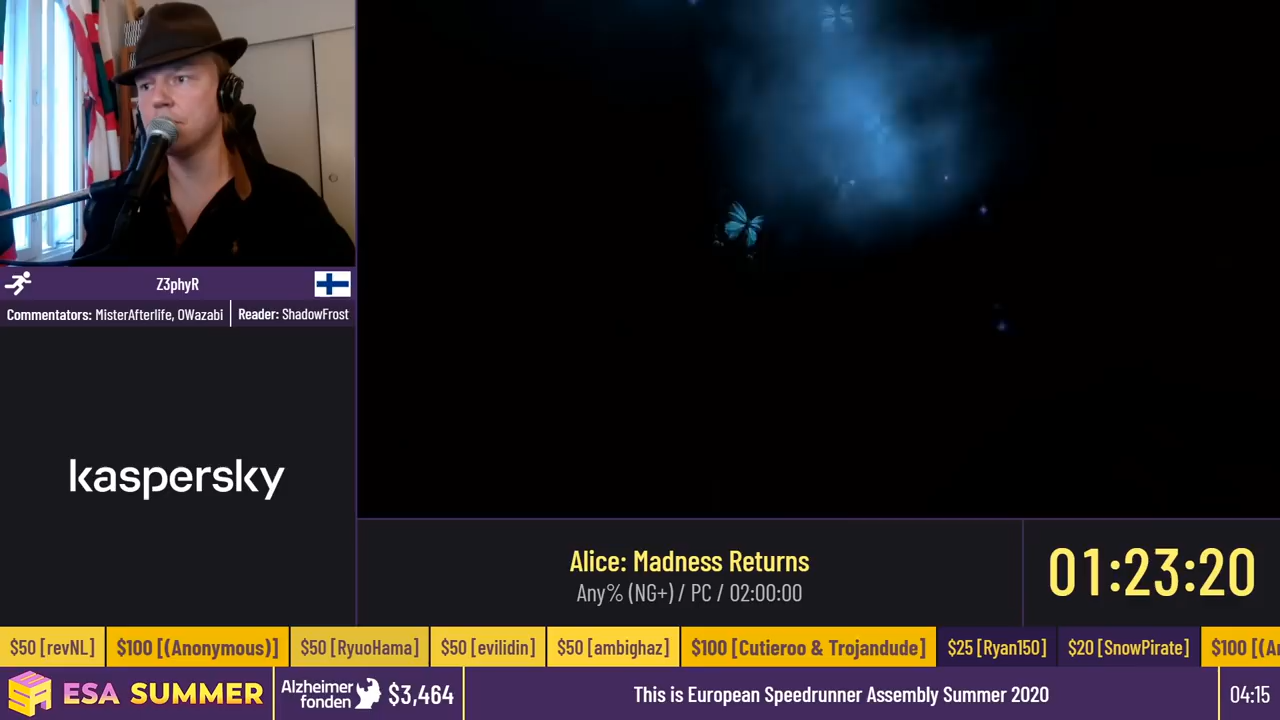 Z3phyR
Commentators: MisterAfterlife, OWazabi
Reader: ShadowFrost
kaspersky
Alice: Madness Returns
Any% (NG+) / PC / 02:00:00
01:23:20
$50 [revNL]
$100 [(Anonymous)]
$50 [RyuoHama]
$50 [evilidin]
$50 [ambighaz]
$100 [Cutieroo & Trojandude]
$25 [Ryan150]
$20 [SnowPirate]
$100 [(A
ESA SUMMER
Alzheimer
fonden
$3,464
This is European Speedrunner Assembly Summer 2020
04:15